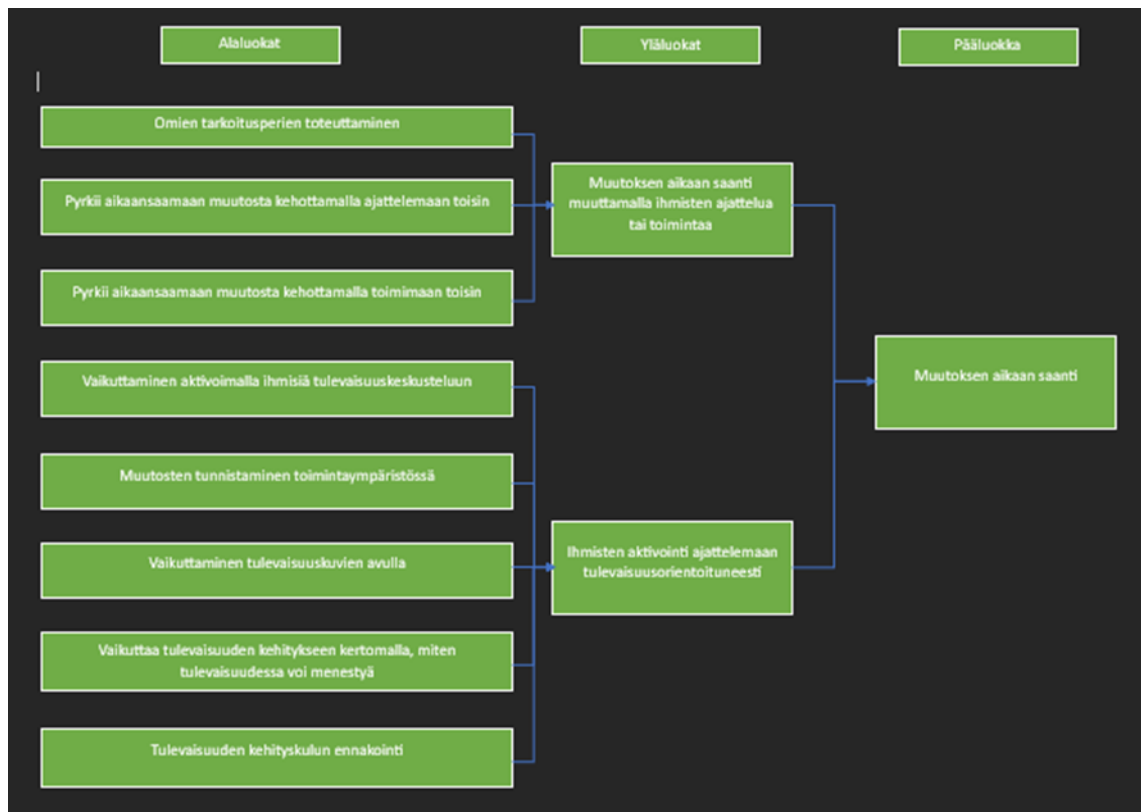 Alaluokat
Yläluokat
Pääluokka
Omien tarkoitusperien toteuttaminen
Pyrkii aikaansaamaan muutosta kehottamalla ajattelemaan toisin
Pyrkii aikaansaamaan muutosta kehottamalla toimimaan toisin
Muutoksen aikaan saanti
muuttamalla ihmisten ajattelua
tai toimintaa
Vaikuttaminen aktivoimalla ihmisiä tulevaisuuskeskusteluun
Muutosten tunnistaminen toimintaympäristössä
Vaikuttaminen tulevaisuuskuvien avulla
Vaikuttaa tulevaisuuden kehitykseen kertomalla, miten
tulevaisuudessa voi menestyä
Tulevaisuuden kehityskulun ennakointi
Ihmisten aktivointi ajattelemaan
tulevaisuusorientoituneesti
Muutoksen aikaan saanti